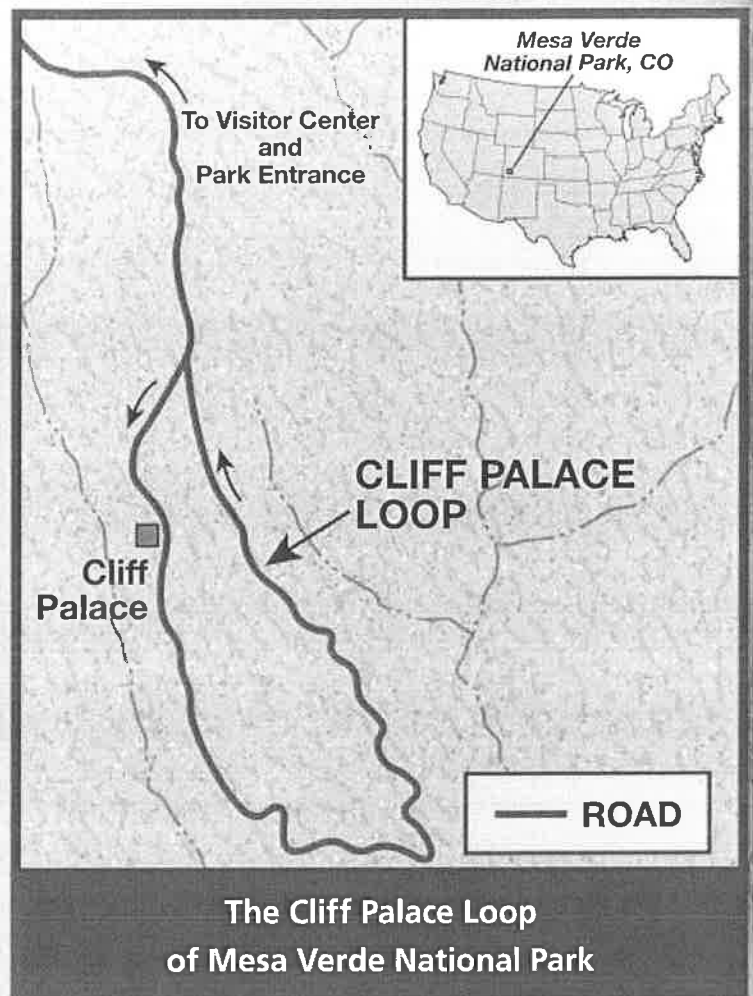 Mesa Verde
National Park, CO
To Visitor Center
and
Park Entrance
CLIFF PALACE
LOOP
Cliff
Palace
ROAD
The Cliff Palace Loop
of Mesa Verde National Park